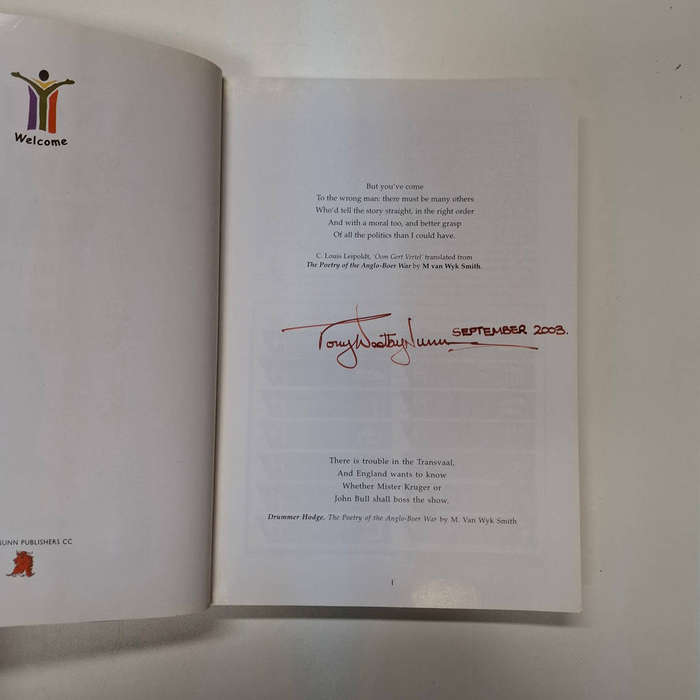 Welcome
NUNN PUBLISHERS CC
But you've come
To the wrong man: there must be many others
Who'd tell the story straight, in the right order
And with a moral too, and better grasp
Of all the politics than I could have.
C. Louis Leipoldt, 'Oom Gert Vertel' translated from
The Poetry of the Anglo-Boer War by M van Wyk Smith.
Tony Westby Nunn SEPTEMBER 2003.
There is trouble in the Transvaal,
And England wants to know
Whether Mister Kruger or
John Bull shall boss the show.
Drummer Hodge, The Poetry of the Anglo-Boer War by M. Van Wyk Smith
1